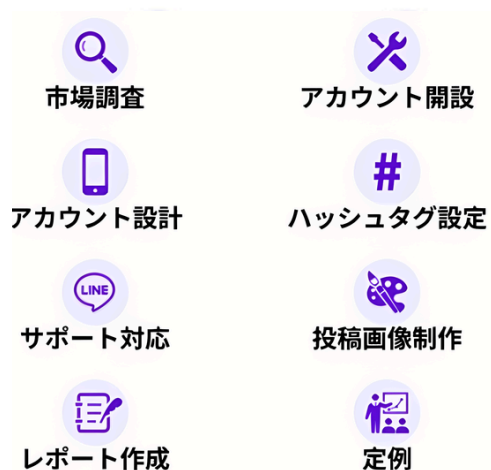 市場調査
アカウント開設
アカウント設計
#
ハッシュタグ設定
LINE
サポート対応
投稿画像制作
レポート作成
定例